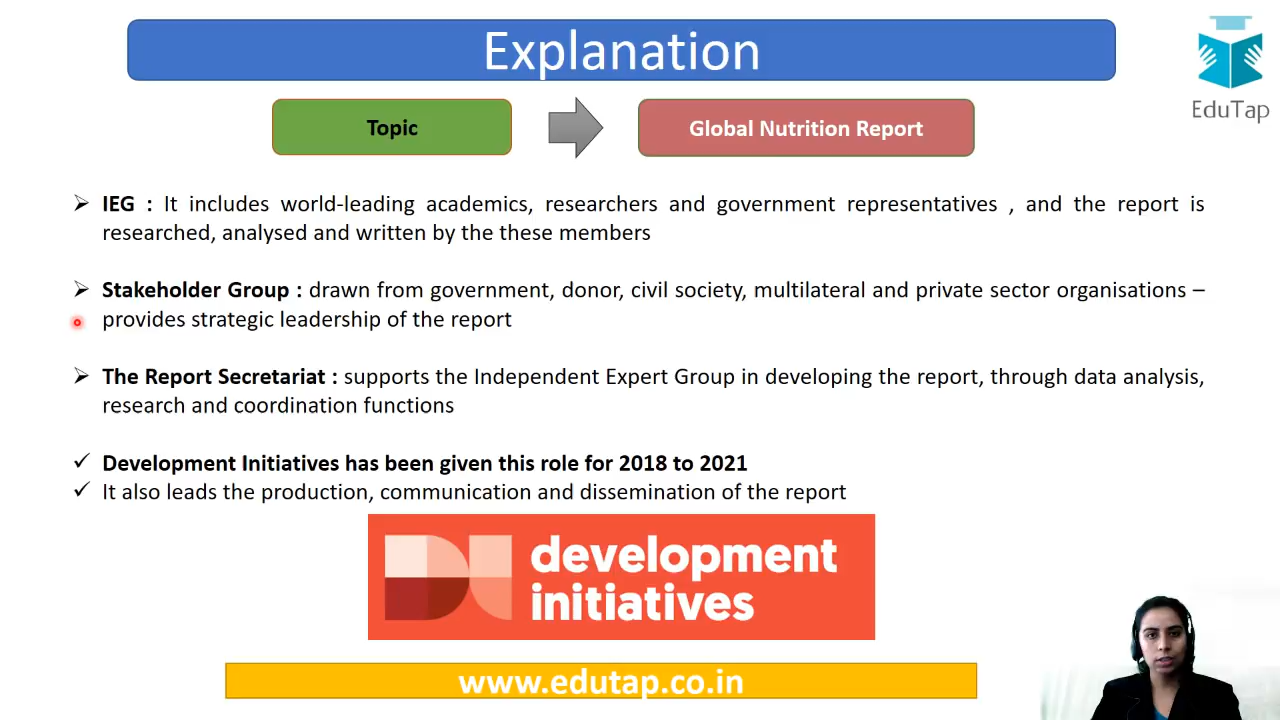 Explanation
EduTap
Topic
Global Nutrition Report
IEG : It includes world-leading academics, researchers and government representatives , and the report is
researched, analysed and written by the these members
Stakeholder Group : drawn from government, donor, civil society, multilateral and private sector organisations –
provides strategic leadership of the report
The Report Secretariat : supports the Independent Expert Group in developing the report, through data analysis,
research and coordination functions
Development Initiatives has been given this role for 2018 to 2021
It also leads the production, communication and dissemination of the report
development
initiatives
www.edutap.co.in